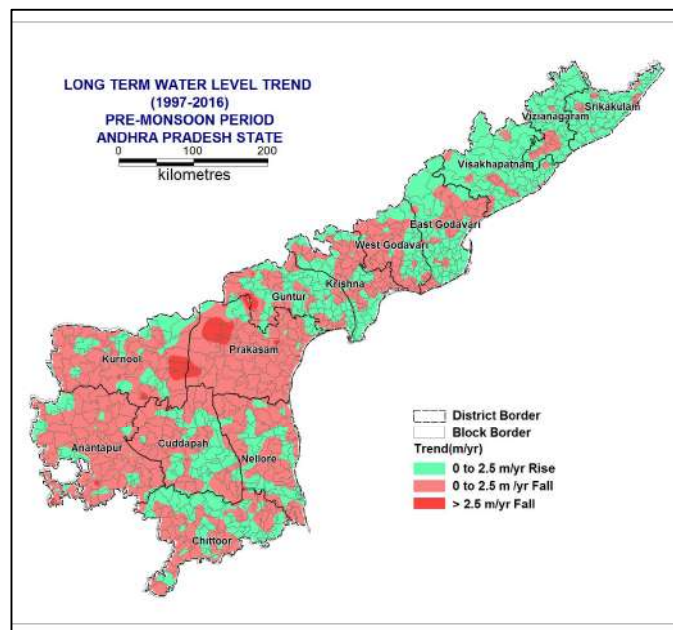 LONG TERM WATER LEVEL TREND
(1997-2016)
PRE-MONSOON PERIOD
ANDHRA PRADESH STATE
0 100 200
kilometres
Srikakulam
Vizianagaram
Visakhapatnam
East Godavari
West Godavari
Krishna
Guntur
Prakasam
Kurnool
Anantapur
Cuddapah
Nellore
Chittoor
District Border
Block Border
Trend(m/yr)
0 to 2.5 m/yr Rise
0 to 2.5 m /yr Fall
> 2.5 m/yr Fall